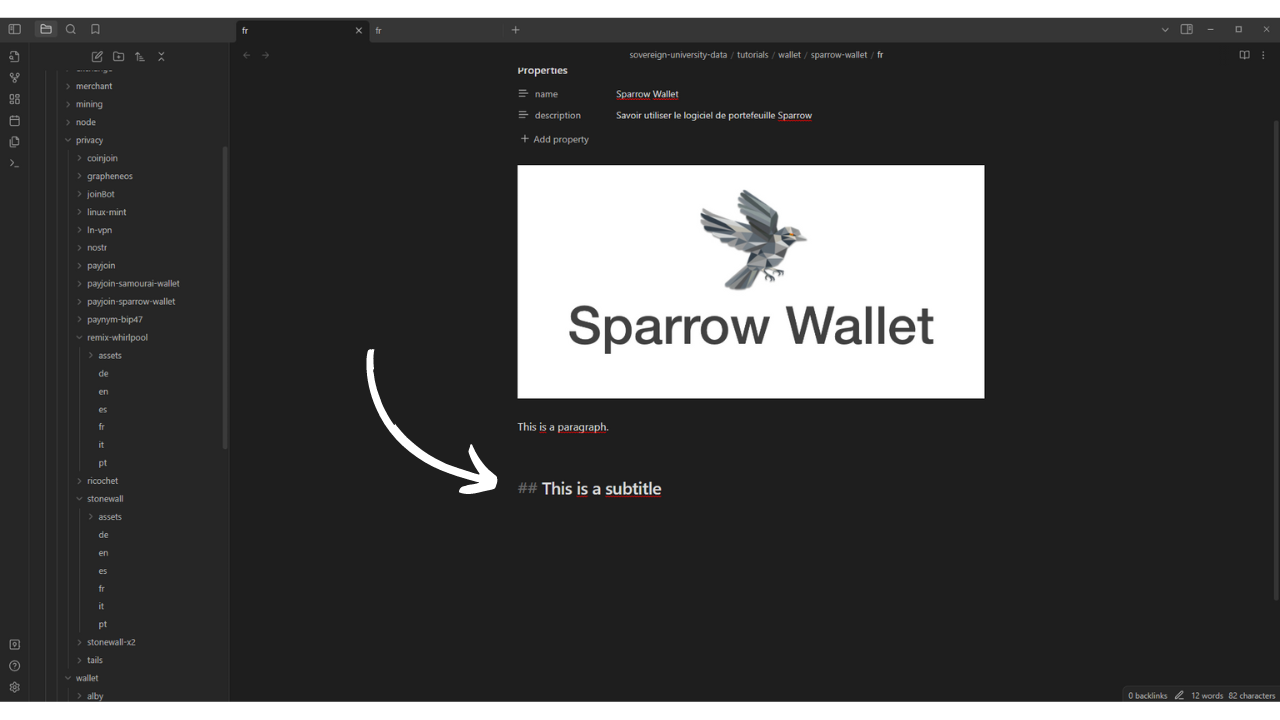 fr
fr
sovereign-university-data / tutorials / wallet / sparrow-wallet / fr
merchant
mining
node
privacy
coinjoin
grapheneos
joinBot
linux-mint
ln-vpn
nostr
payjoin
payjoin-samourai-wallet
payjoin-sparrow-wallet
paynym-bip47
remix-whirlpool
assets
de
en
es
fr
it
pt
ricochet
stonewall
assets
de
en
es
fr
it
pt
stonewall-x2
tails
wallet
alby
Properties
name Sparrow Wallet
description Savoir utiliser le logiciel de portefeuille Sparrow
+ Add property
Sparrow Wallet
This is a paragraph.
## This is a subtitle
0 backlinks 12 words 82 characters